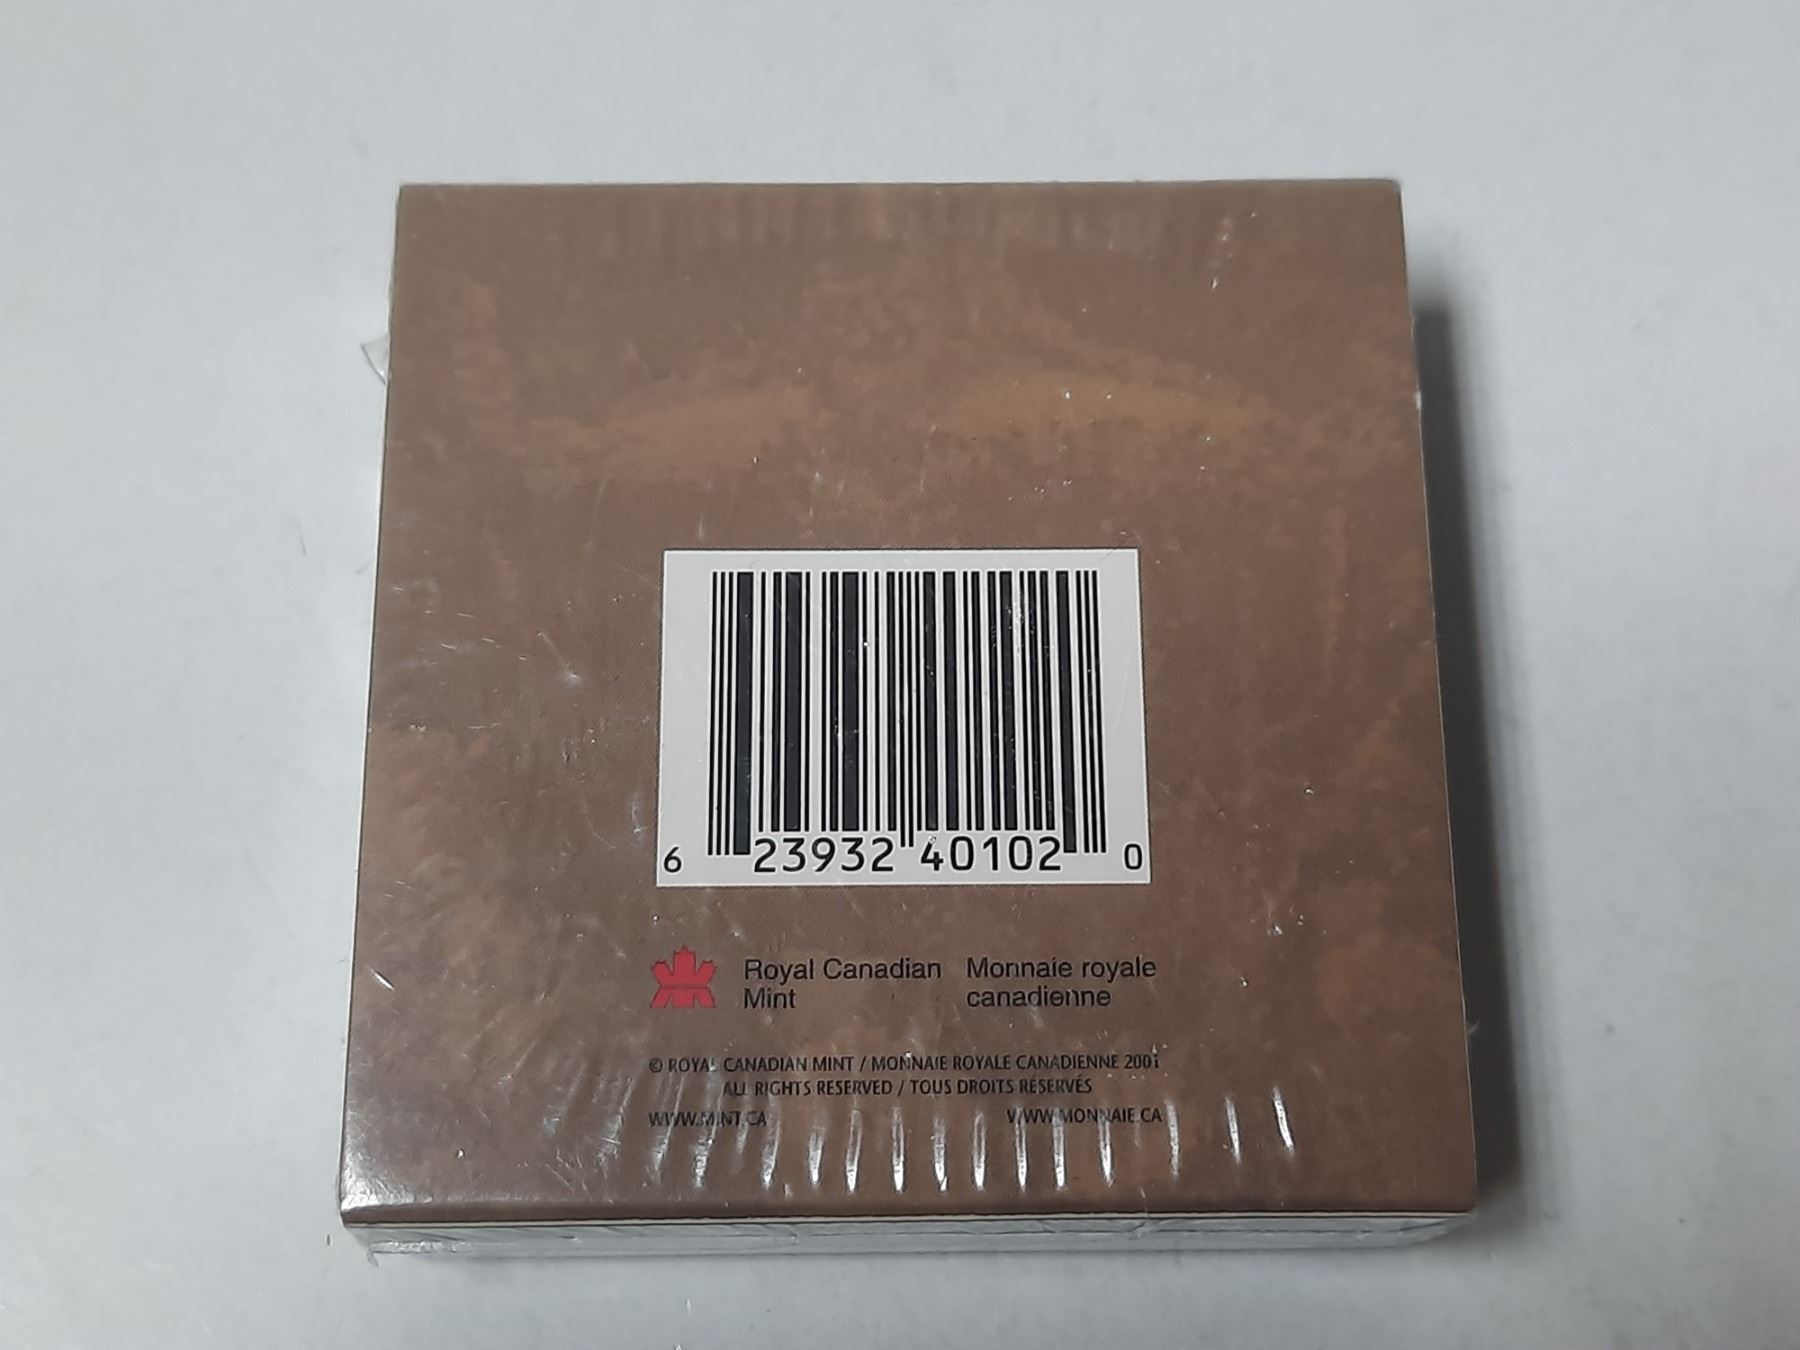 6 23932 40102 0
Royal Canadian Mint
Monnaie royale canadienne
© ROYAL CANADIAN MINT / MONNAIE ROYALE CANADIENNE 2001
ALL RIGHTS RESERVED / TOUS DROITS RÉSERVÉS
WWW.MINT.CA WWW.MONNAIE.CA